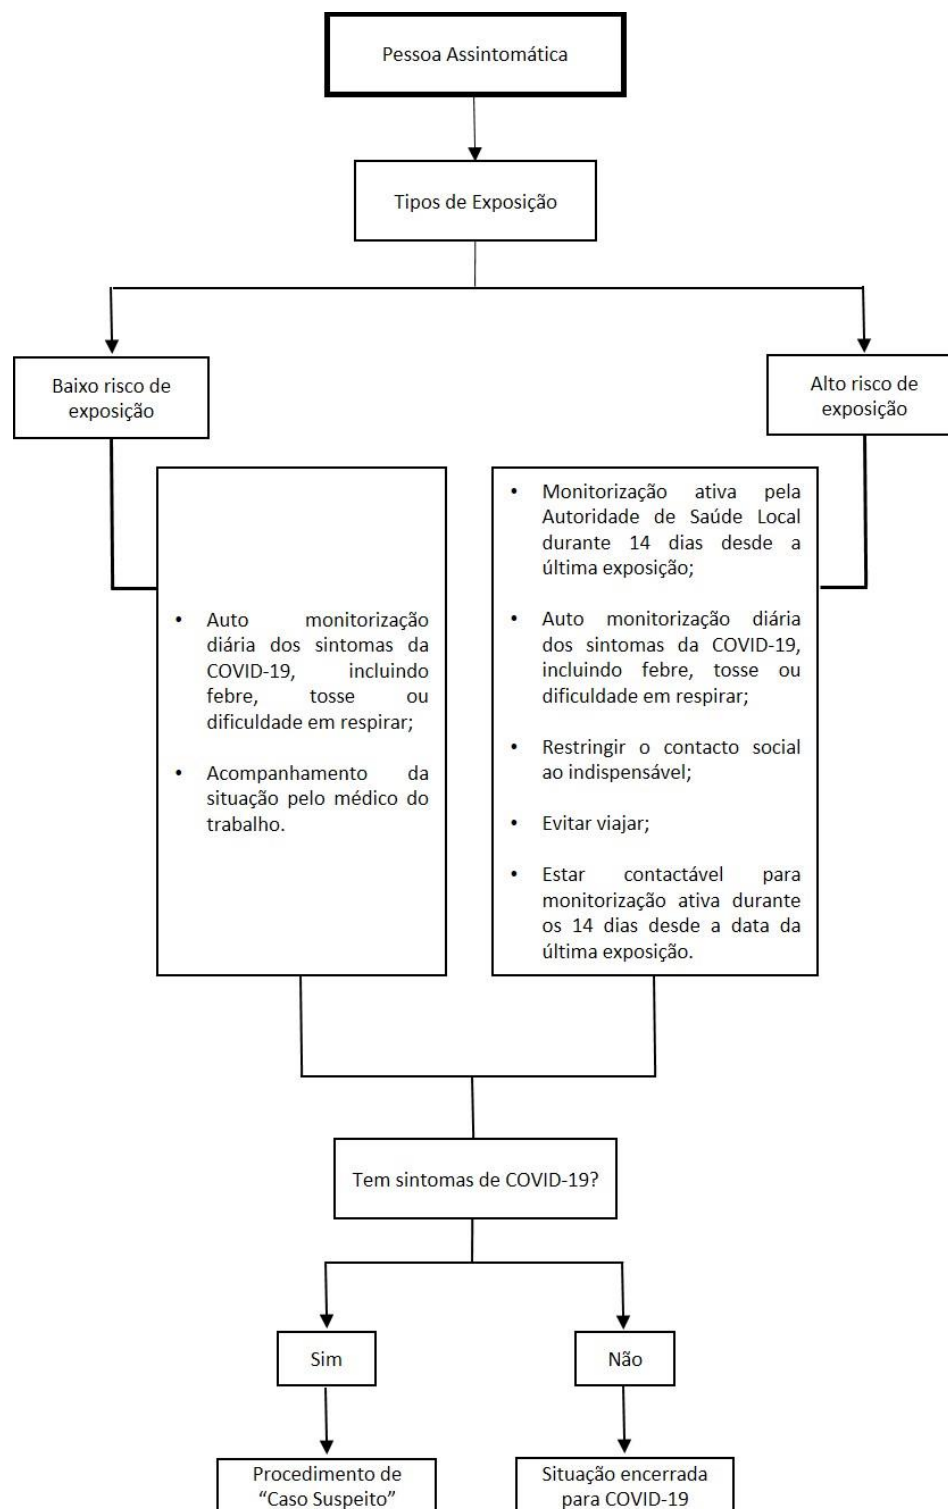 Pessoa Assintomática
Tipos de Exposição
Baixo risco de
exposição
Alto risco de
exposição
• Auto monitorização
diária dos sintomas da
COVID-19, incluindo
febre, tosse ou
dificuldade em respirar;
• Acompanhamento da
situação pelo médico do
trabalho.
• Monitorização ativa pela
Autoridade de Saúde Local
durante 14 dias desde a
última exposição;
• Auto monitorização diária
dos sintomas da COVID-19,
incluindo febre, tosse ou
dificuldade em respirar;
• Restringir o contacto social
ao indispensável;
• Evitar viajar;
• Estar contactável para
monitorização ativa durante
os 14 dias desde a data da
última exposição.
Tem sintomas de COVID-19?
Sim
Não
Procedimento de
“Caso Suspeito”
Situação encerrada
para COVID-19